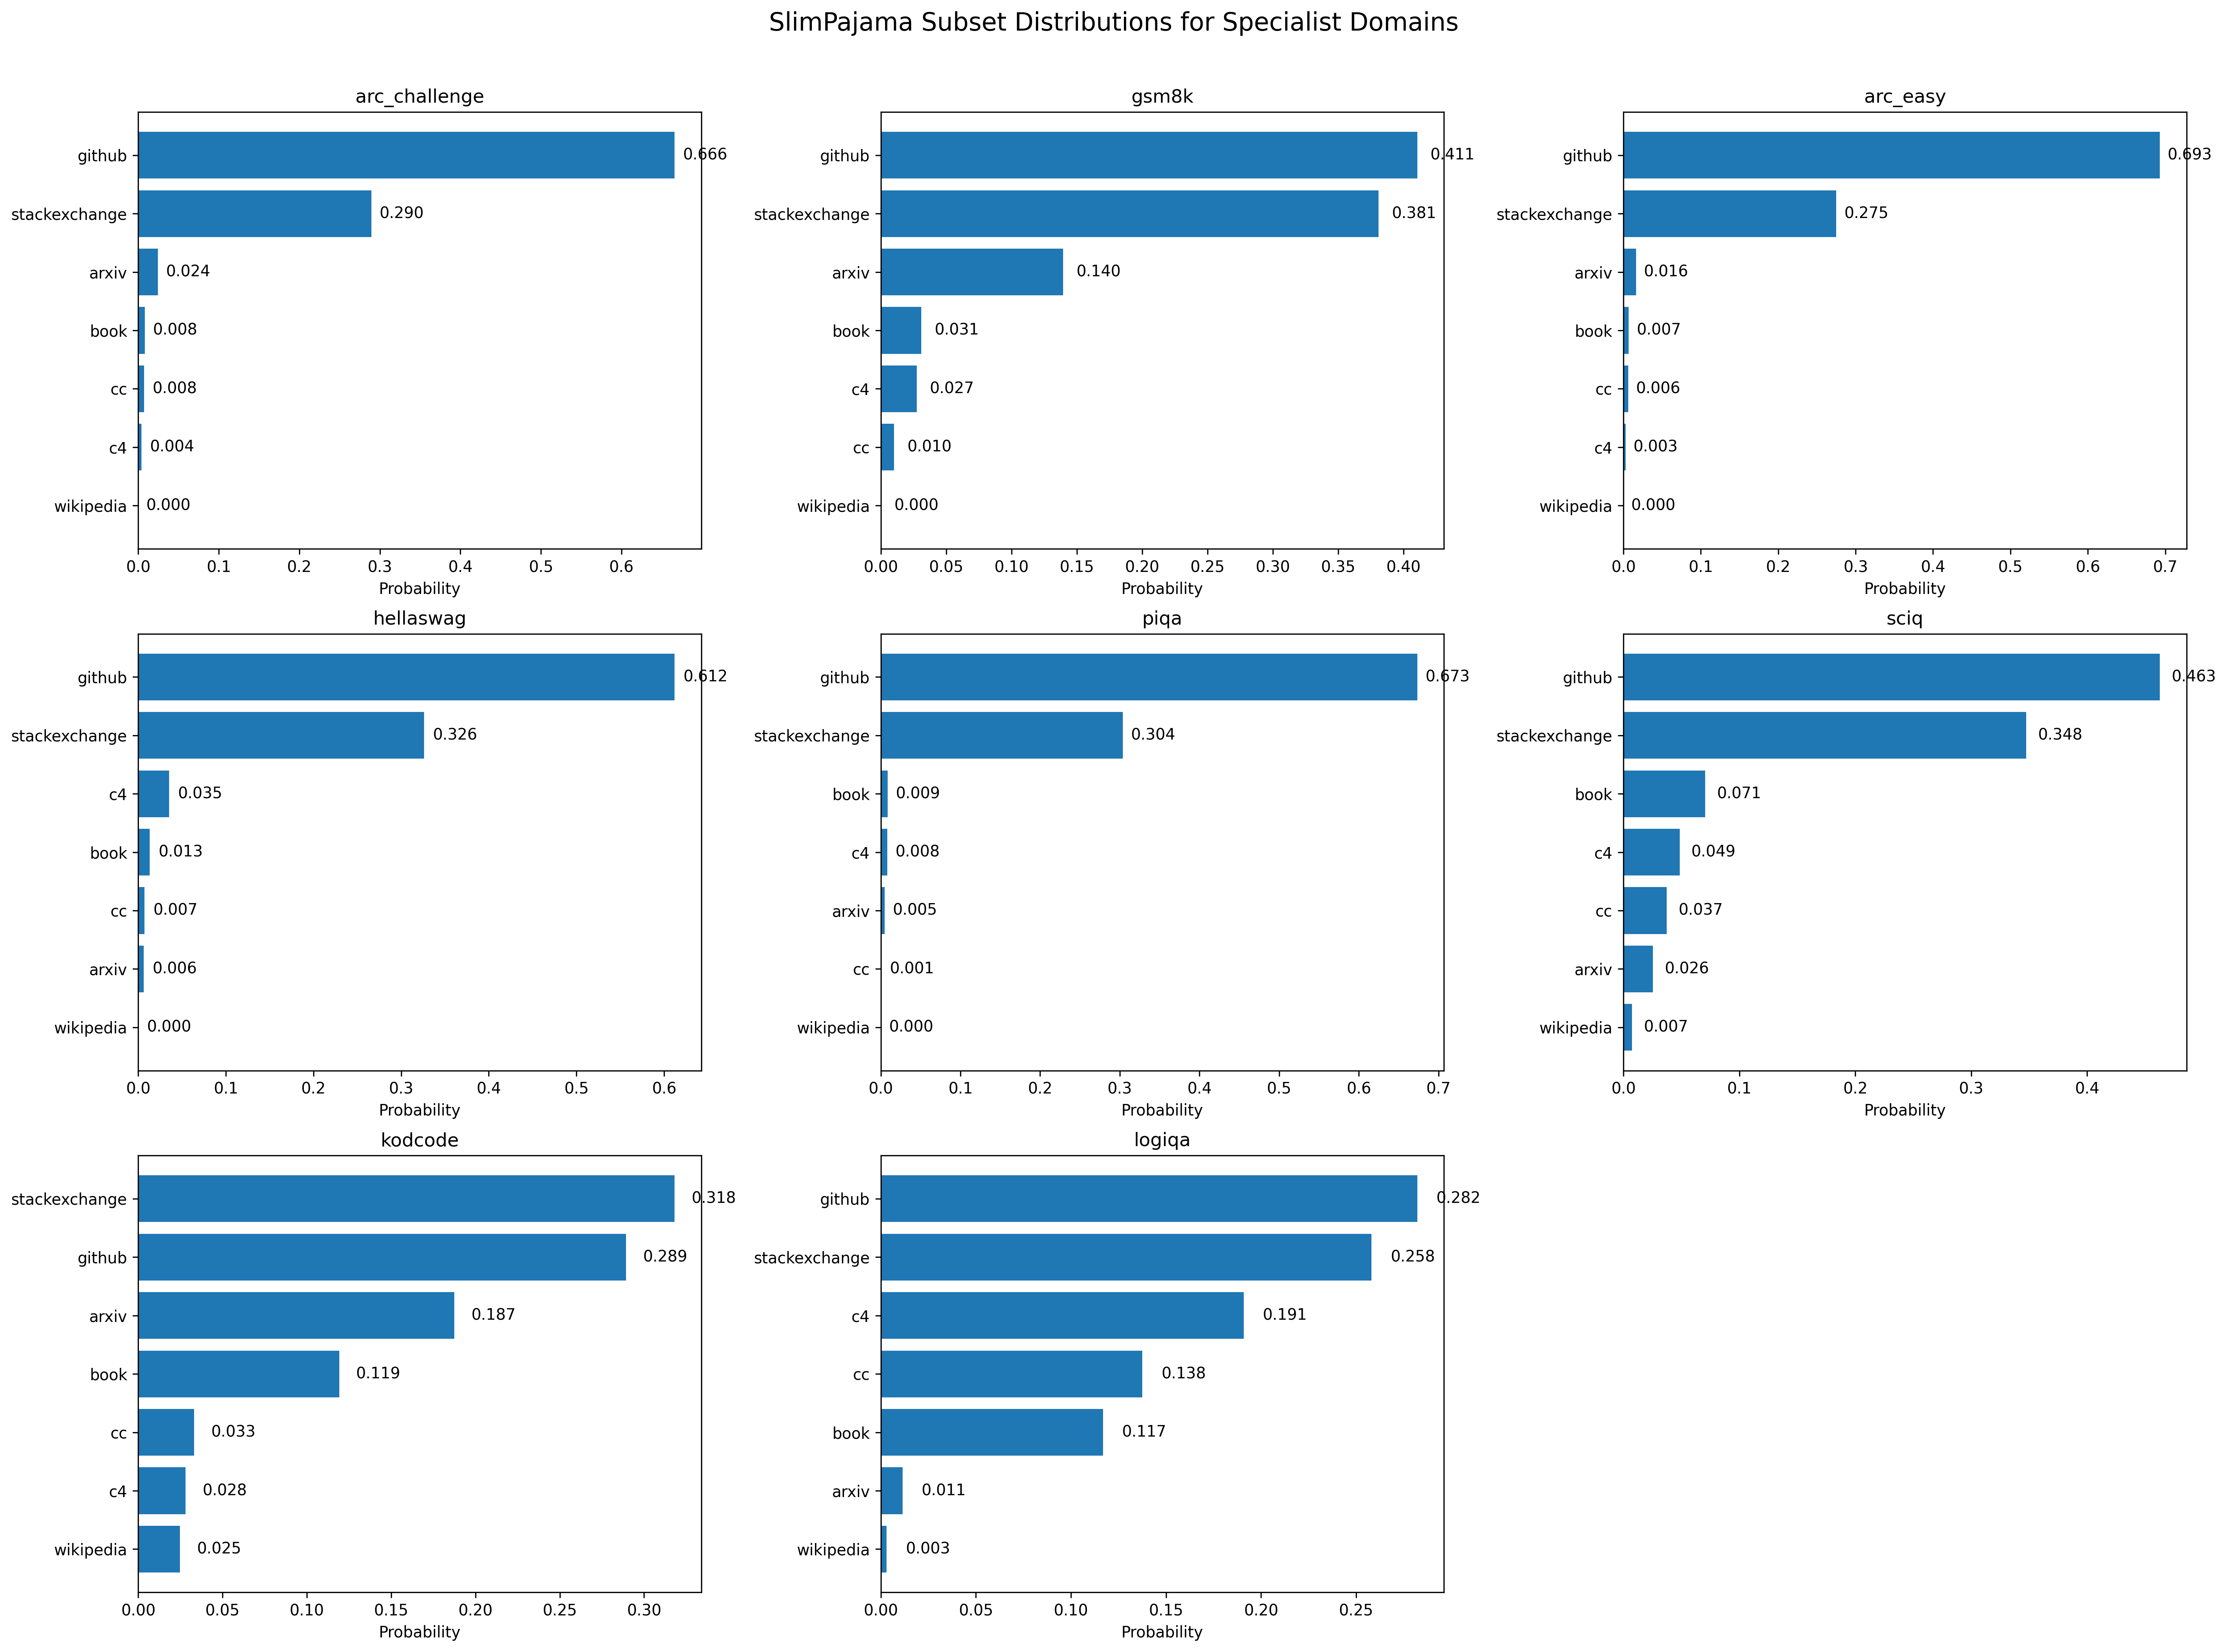 SlimPajama Subset Distributions for Specialist Domains
arc_challenge
github 0.666
stackexchange 0.290
arxiv 0.024
book 0.008
cc 0.008
c4 0.004
wikipedia 0.000
0.0 0.1 0.2 0.3 0.4 0.5 0.6
Probability
gsm8k
github 0.411
stackexchange 0.381
arxiv 0.140
book 0.031
c4 0.027
cc 0.010
wikipedia 0.000
0.00 0.05 0.10 0.15 0.20 0.25 0.30 0.35 0.40
Probability
arc_easy
github 0.693
stackexchange 0.275
arxiv 0.016
book 0.007
cc 0.006
c4 0.003
wikipedia 0.000
0.0 0.1 0.2 0.3 0.4 0.5 0.6 0.7
Probability
hellaswag
github 0.612
stackexchange 0.326
c4 0.035
book 0.013
cc 0.007
arxiv 0.006
wikipedia 0.000
0.0 0.1 0.2 0.3 0.4 0.5 0.6
Probability
piqa
github 0.673
stackexchange 0.304
book 0.009
c4 0.008
arxiv 0.005
cc 0.001
wikipedia 0.000
0.0 0.1 0.2 0.3 0.4 0.5 0.6 0.7
Probability
sciq
github 0.463
stackexchange 0.348
book 0.071
c4 0.049
cc 0.037
arxiv 0.026
wikipedia 0.007
0.0 0.1 0.2 0.3 0.4
Probability
kodcode
stackexchange 0.318
github 0.289
arxiv 0.187
book 0.119
cc 0.033
c4 0.028
wikipedia 0.025
0.00 0.05 0.10 0.15 0.20 0.25 0.30
Probability
logiqa
github 0.282
stackexchange 0.258
c4 0.191
cc 0.138
book 0.117
arxiv 0.011
wikipedia 0.003
0.00 0.05 0.10 0.15 0.20 0.25
Probability